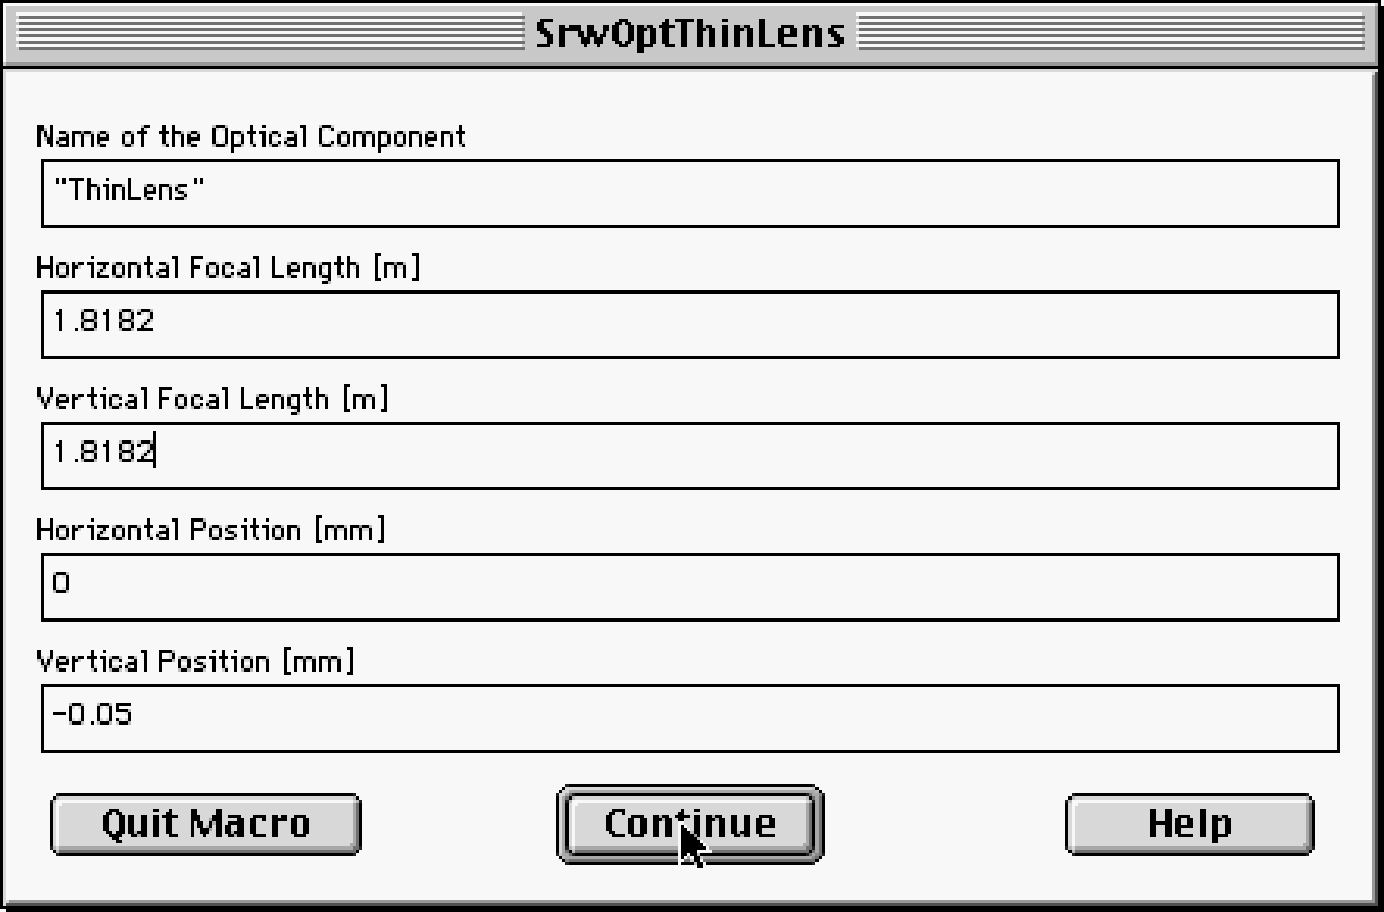 SrwOptThinLens
Name of the Optical Component
"ThinLens"
Horizontal Focal Length [m]
1.8182
Vertical Focal Length [m]
1.8182
Horizontal Position [mm]
0
Vertical Position [mm]
-0.05
Quit Macro Continue Help